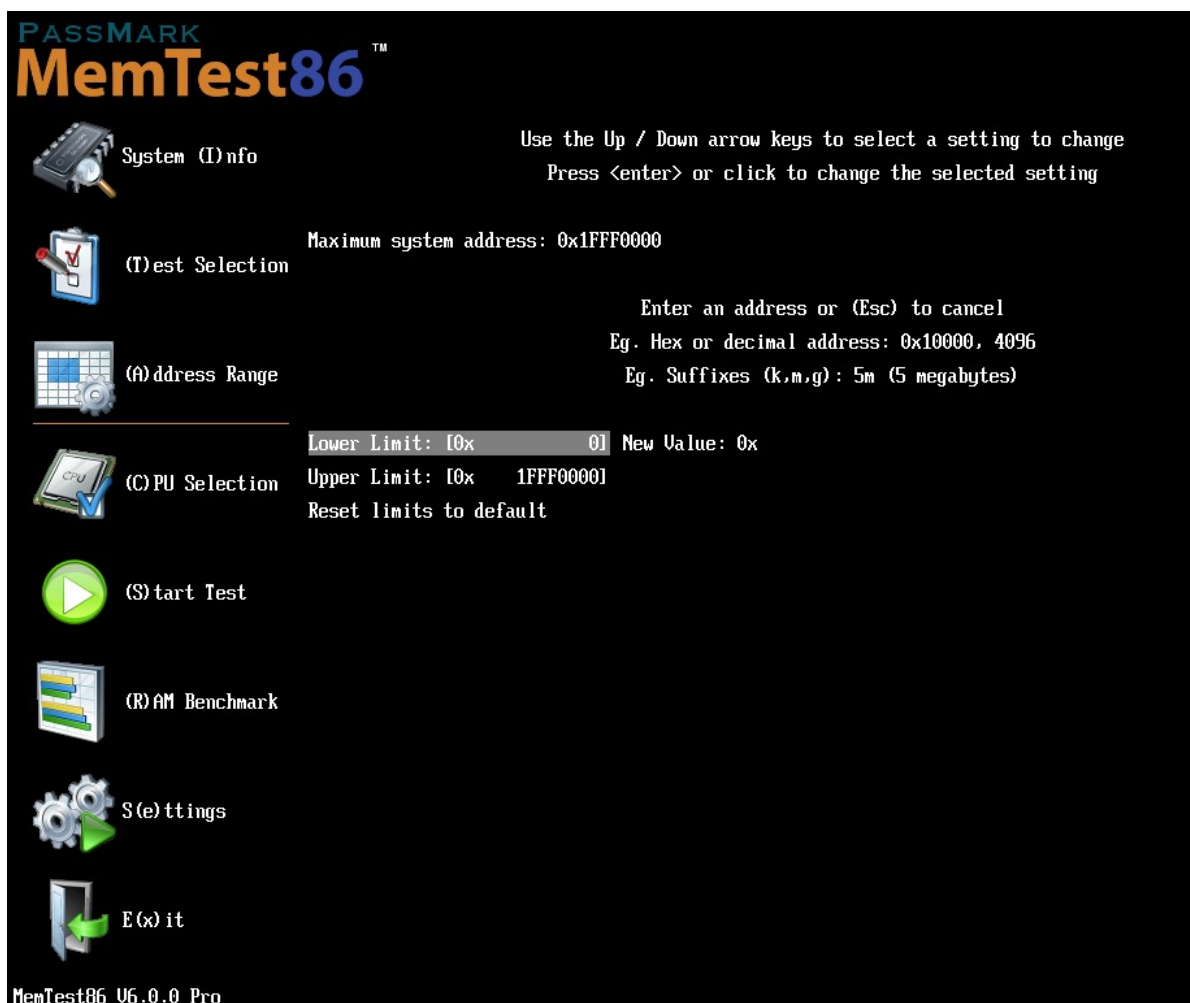 PASSMARK
MemTest86™
System (I)nfo
Use the Up / Down arrow keys to select a setting to change
Press <enter> or click to change the selected setting
(T)est Selection
Maximum system address: 0x1FFF0000
Enter an address or (Esc) to cancel
Eg. Hex or decimal address: 0x10000, 4096
(A)ddress Range
Eg. Suffixes (k,m,g): 5m (5 megabytes)
Lower Limit: [0x 0] New Value: 0x
CPU
(C)PU Selection
Upper Limit: [0x 1FFF0000]
Reset limits to default
(S)tart Test
(R)AM Benchmark
S(e)ttings
E(x)it
MemTest86 V6.0.0 Pro